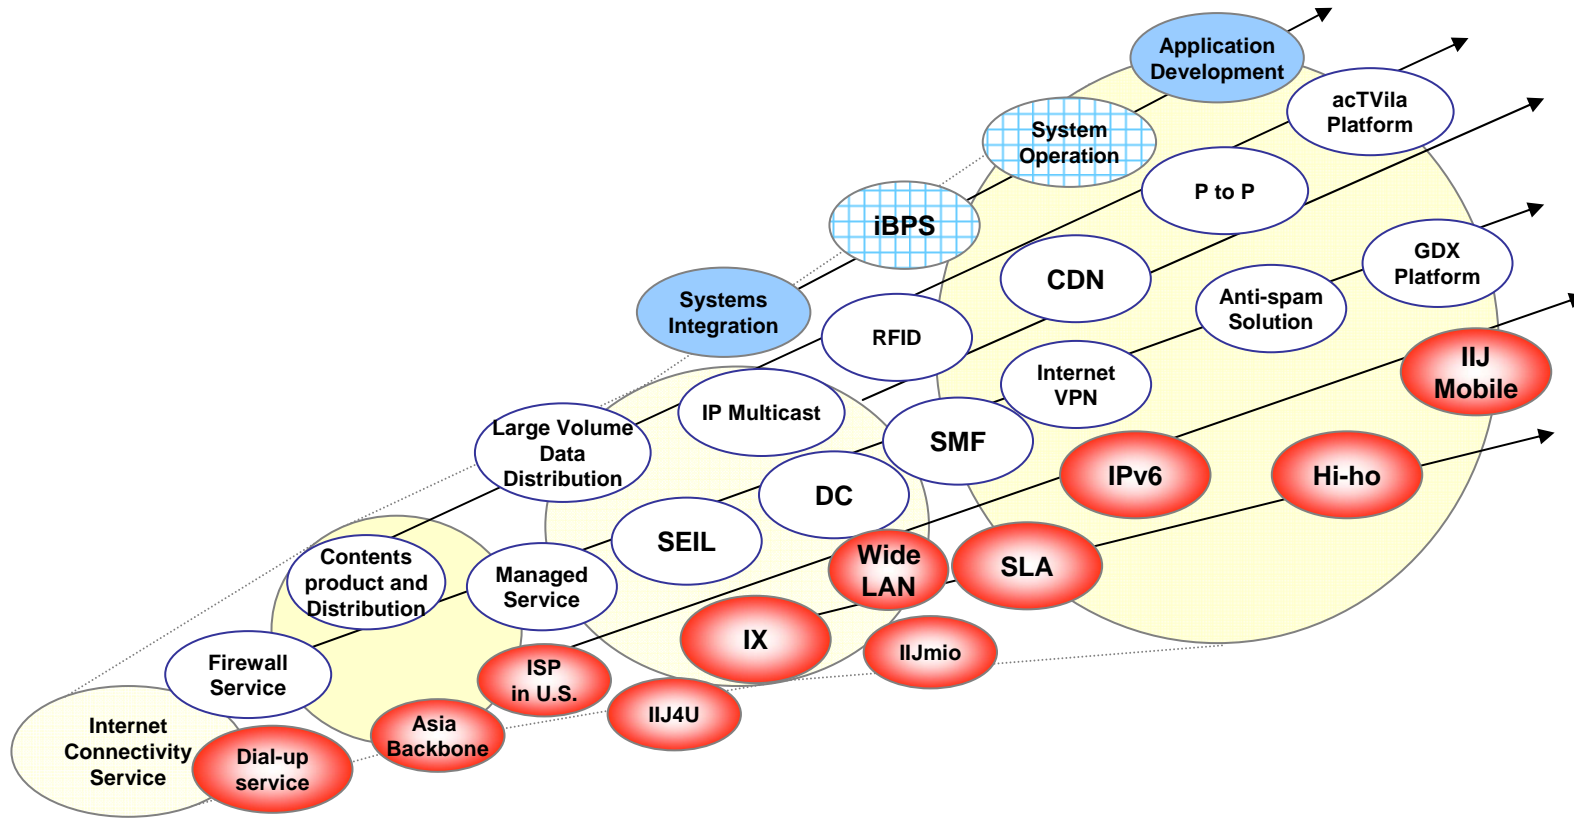 Application
Development
acTVila
Platform
System
Operation
P to P
iBPS
GDX
Platform
CDN
Systems
Integration
Anti-spam
Solution
RFID
IIJ
Mobile
Internet
VPN
IP Multicast
Large Volume
Data
Distribution
SMF
IPv6
Hi-ho
DC
SEIL
Wide
LAN
SLA
Contents
product and
Distribution
Managed
Service
IX
IIJmio
Firewall
Service
ISP
in U.S.
IIJ4U
Asia
Backbone
Internet
Connectivity
Service
Dial-up
service